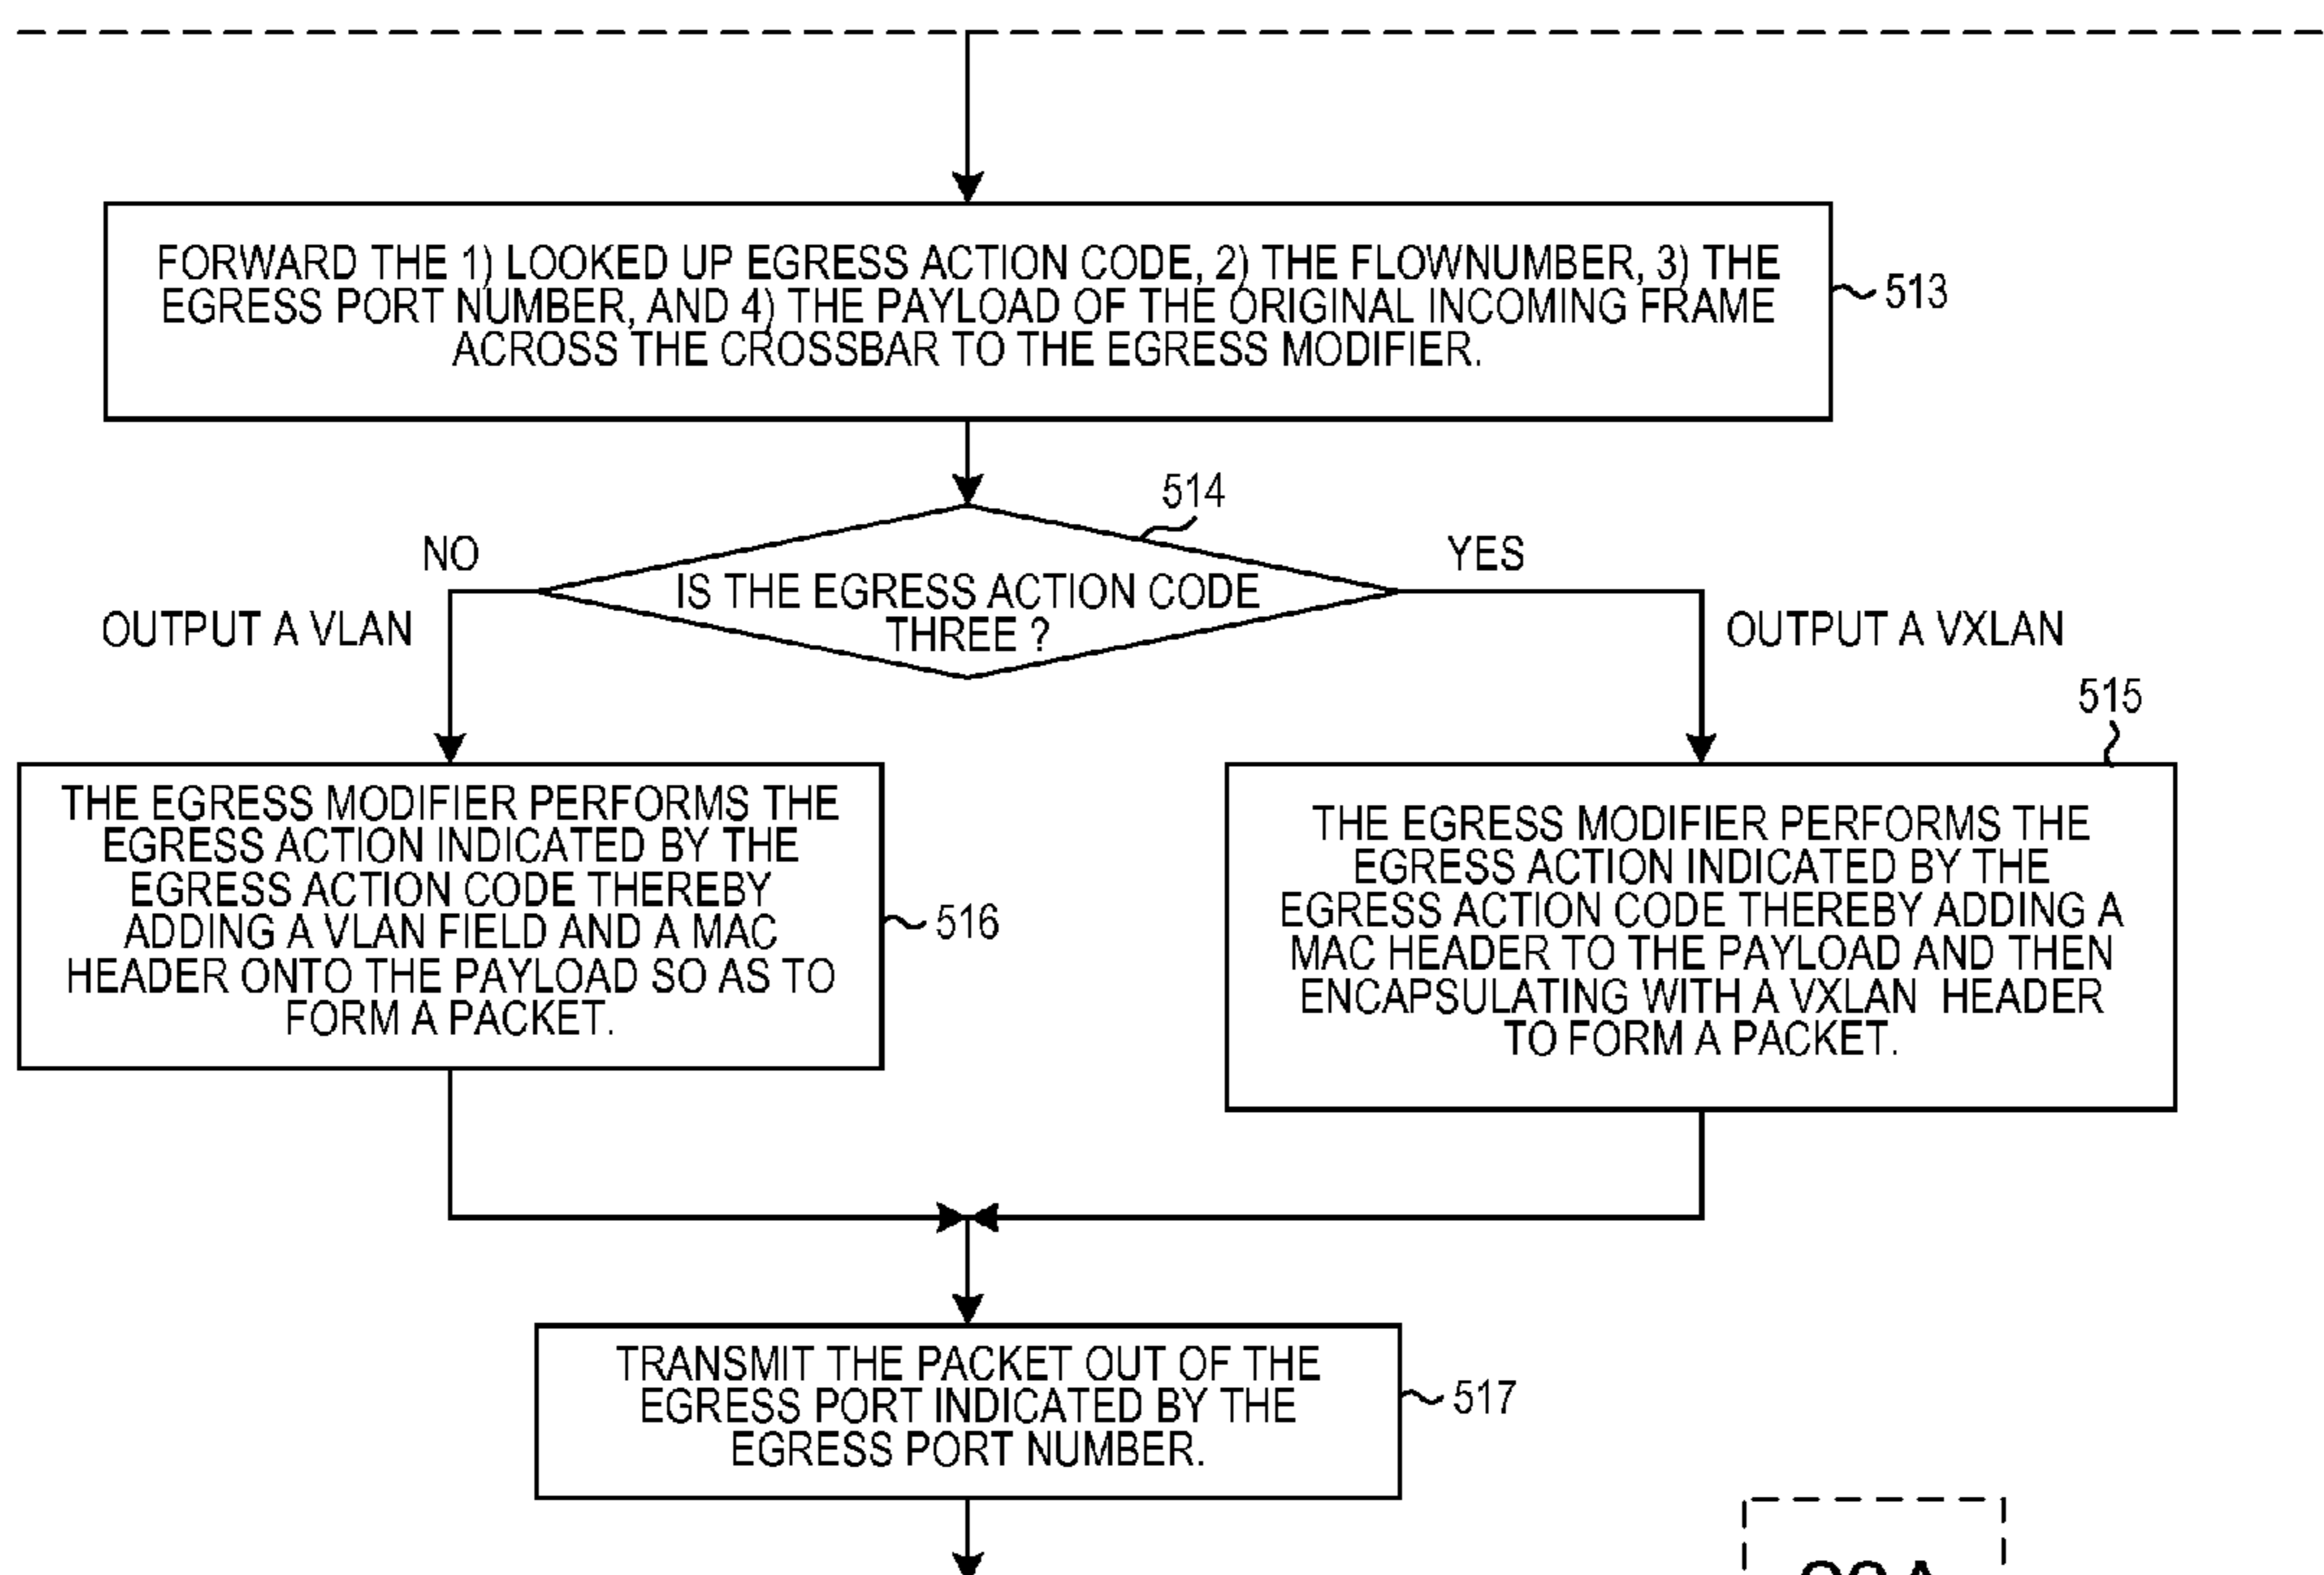 FORWARD THE 1) LOOKED UP EGRESS ACTION CODE, 2) THE FLOWNUMBER, 3) THE
EGRESS PORT NUMBER, AND 4) THE PAYLOAD OF THE ORIGINAL INCOMING FRAME
ACROSS THE CROSSBAR TO THE EGRESS MODIFIER.
513
514
NO
YES
IS THE EGRESS ACTION CODE
THREE ?
OUTPUT A VLAN
OUTPUT A VXLAN
515
THE EGRESS MODIFIER PERFORMS THE
EGRESS ACTION INDICATED BY THE
EGRESS ACTION CODE THEREBY
ADDING A VLAN FIELD AND A MAC
HEADER ONTO THE PAYLOAD SO AS TO
FORM A PACKET.
516
THE EGRESS MODIFIER PERFORMS THE
EGRESS ACTION INDICATED BY THE
EGRESS ACTION CODE THEREBY ADDING A
MAC HEADER TO THE PAYLOAD AND THEN
ENCAPSULATING WITH A VXLAN HEADER
TO FORM A PACKET.
TRANSMIT THE PACKET OUT OF THE
EGRESS PORT INDICATED BY THE
EGRESS PORT NUMBER.
517